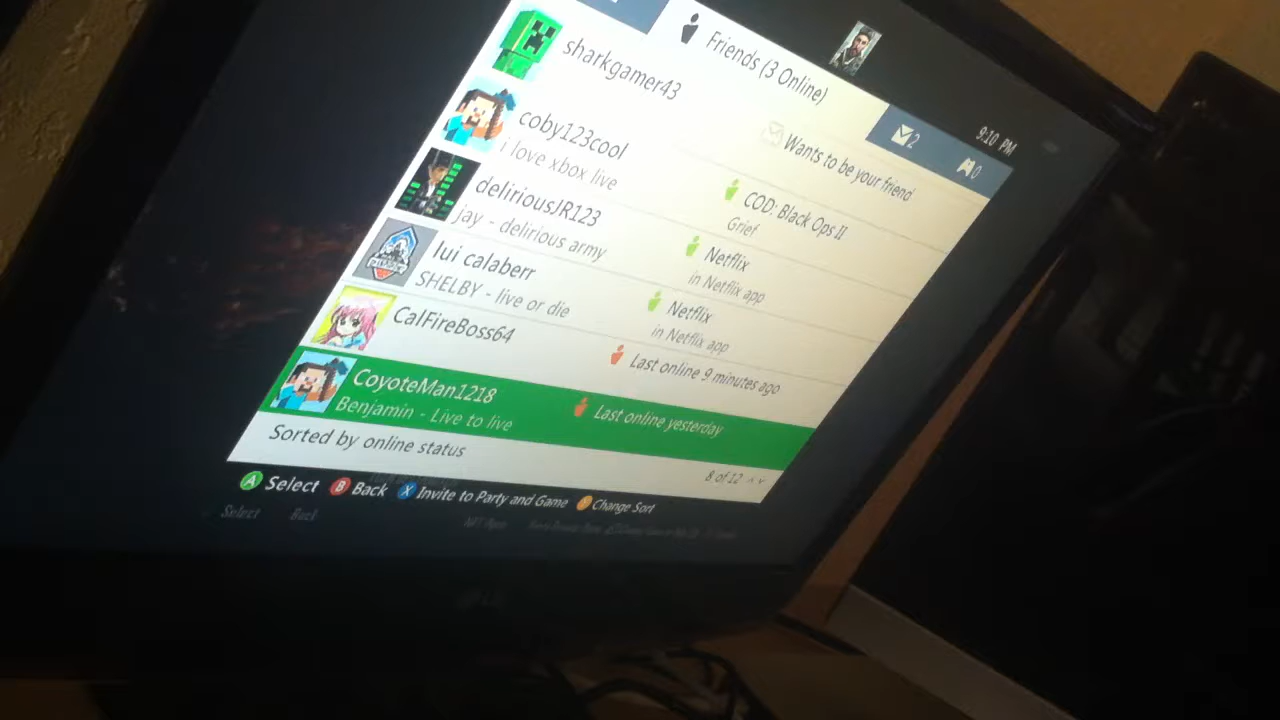 Friends (3 Online)
2
0
9:10 PM
sharkgamer43
Wants to be your friend
coby123cool
i love xbox live
COD: Black Ops II
Grief
deliriousJR123
jay - delirious army
Netflix
in Netflix app
lui calaberr
SHELBY - live or die
Netflix
in Netflix app
CalFireBoss64
Last online 9 minutes ago
CoyoteMan1218
Benjamin - Live to live
Last online yesterday
Sorted by online status
8 of 12
A Select B Back X Invite to Party and Game Change Sort
Select Back